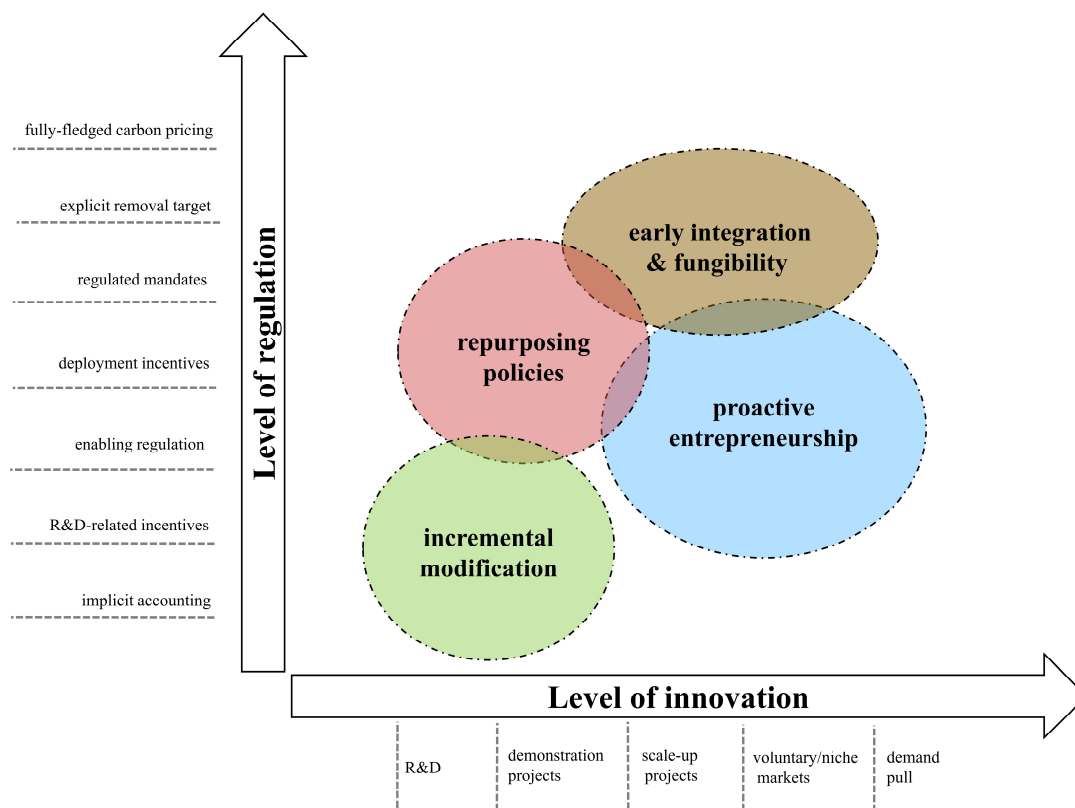 fully-fledged carbon pricing
explicit removal target
regulated mandates
deployment incentives
enabling regulation
R&D-related incentives
implicit accounting
Level of regulation
early integration
& fungibility
repurposing
policies
proactive
entrepreneurship
incremental
modification
Level of innovation
R&D
demonstration
projects
scale-up
projects
voluntary/niche
markets
demand
pull